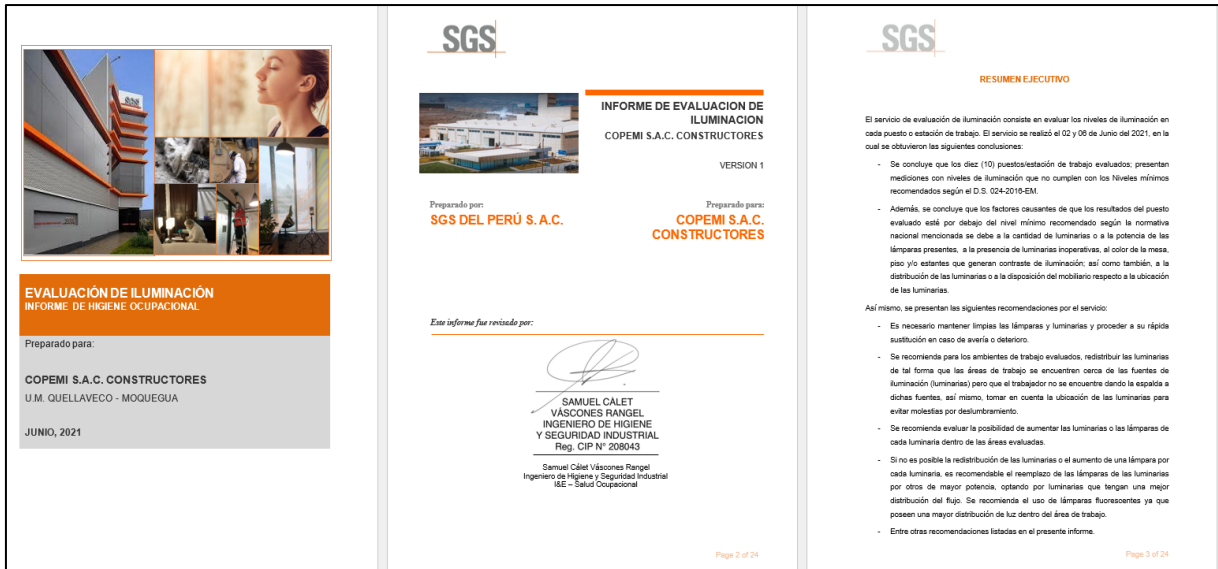 EVALUACIÓN DE ILUMINACIÓN
INFORME DE HIGIENE OCUPACIONAL
Preparado para:
COPEMI S.A.C. CONSTRUCTORES
U.M. QUELLAVECO - MOQUEGUA
JUNIO, 2021
SGS
INFORME DE EVALUACION DE
ILUMINACION
COPEMI S.A.C. CONSTRUCTORES
VERSION 1
Preparado por:
SGS DEL PERÚ S. A.C.
Preparado para:
COPEMI S.A.C.
CONSTRUCTORES
Este informe fue revisado por:
SAMUEL CÁLET
VÁSCONES RANGEL
INGENIERO DE HIGIENE
Y SEGURIDAD INDUSTRIAL
Reg. CIP N° 208043
Samuel Cálet Váscones Rangel
Ingeniero de Higiene y Seguridad Industrial
I&E – Salud Ocupacional
Page 2 of 24
SGS
RESUMEN EJECUTIVO
El servicio de evaluación de iluminación consiste en evaluar los niveles de iluminación en
cada puesto o estación de trabajo. El servicio se realizó el 02 y 06 de Junio del 2021, en la
cual se obtuvieron las siguientes conclusiones:
- Se concluye que los diez (10) puestos/estación de trabajo evaluados; presentan
mediciones con niveles de iluminación que no cumplen con los Niveles mínimos
recomendados según el D.S. 024-2016-EM.
- Además, se concluye que los factores causantes de que los resultados del puesto
evaluado esté por debajo del nivel mínimo recomendado según la normativa
nacional mencionada se debe a la cantidad de luminarias o a la potencia de las
lámparas presentes, a la presencia de luminarias inoperativas, al color de la mesa,
piso y/o estantes que generan contraste de iluminación; así como también, a la
distribución de las luminarias o a la disposición del mobiliario respecto a la ubicación
de las luminarias.
Así mismo, se presentan las siguientes recomendaciones por el servicio:
- Es necesario mantener limpias las lámparas y luminarias y proceder a su rápida
sustitución en caso de avería o deterioro.
- Se recomienda para los ambientes de trabajo evaluados, redistribuir las luminarias
de tal forma que las áreas de trabajo se encuentren cerca de las fuentes de
iluminación (luminarias) pero que el trabajador no se encuentre dando la espalda a
dichas fuentes, así mismo, tomar en cuenta la ubicación de las luminarias para
evitar molestias por deslumbramiento.
- Se recomienda evaluar la posibilidad de aumentar las luminarias o las lámparas de
cada luminaria dentro de las áreas evaluadas.
- Si no es posible la redistribución de las luminarias o el aumento de una lámpara por
cada luminaria, es recomendable el reemplazo de las lámparas de las luminarias
por otros de mayor potencia, optando por luminarias que tengan una mejor
distribución del flujo. Se recomienda el uso de lámparas fluorescentes ya que
poseen una mayor distribución de luz dentro del área de trabajo.
- Entre otras recomendaciones listadas en el presente informe.
Page 3 of 24